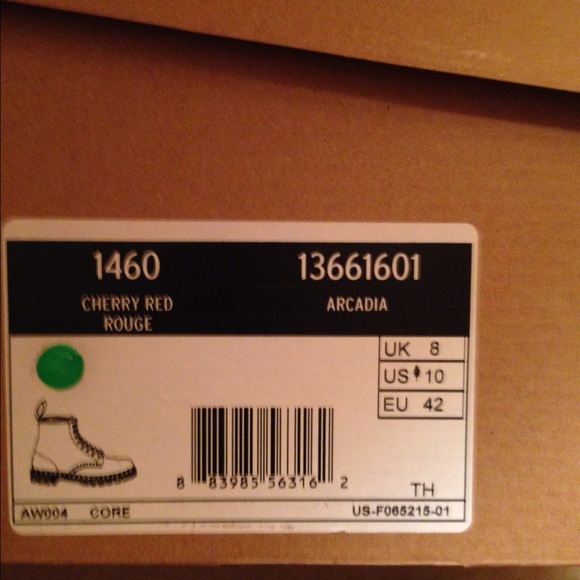 1460 13661601
CHERRY RED ARCADIA
ROUGE
UK 8
US 10
EU 42
8 83985 56316 2
TH
AW004 CORE US-F065215-01